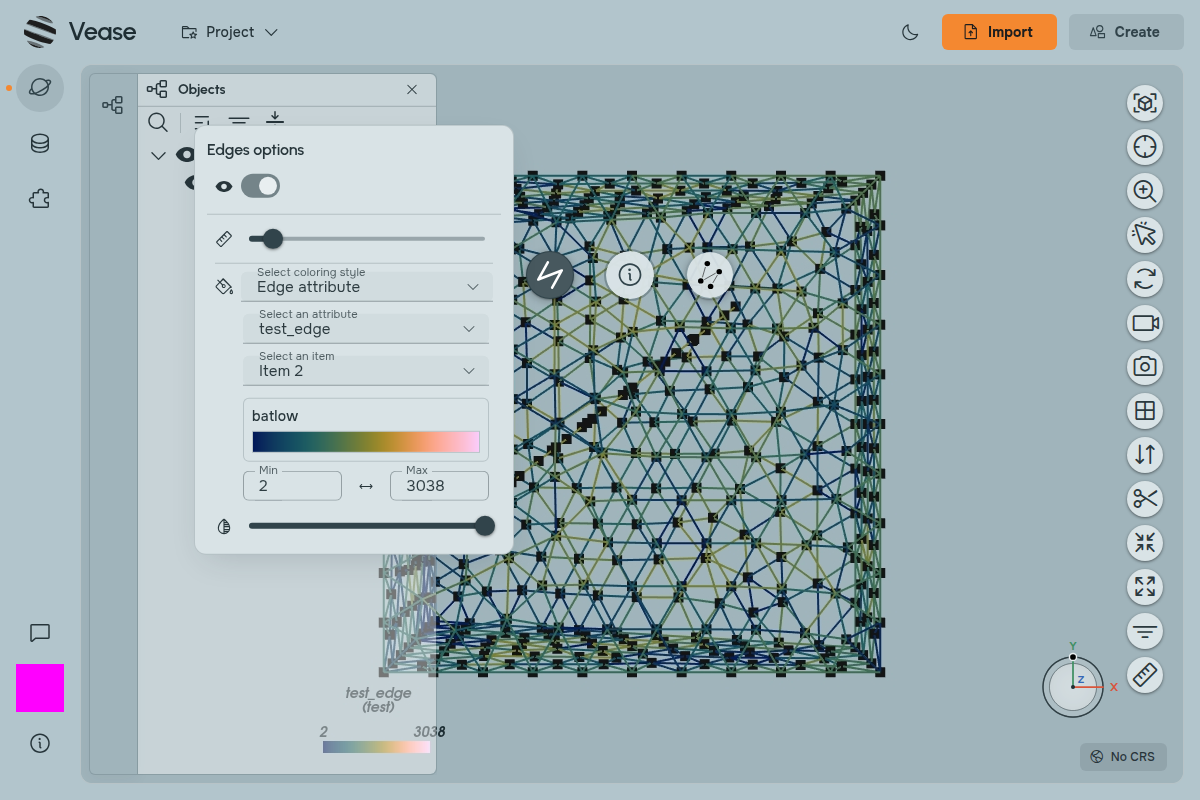 Vease
Project
Import
Create
Objects
Edges options
Select coloring style
Edge attribute
Select an attribute
test_edge
Select an item
Item 2
batlow
Min
2
Max
3038
test_edge
(test)
2
3038
Y
Z
X
No CRS